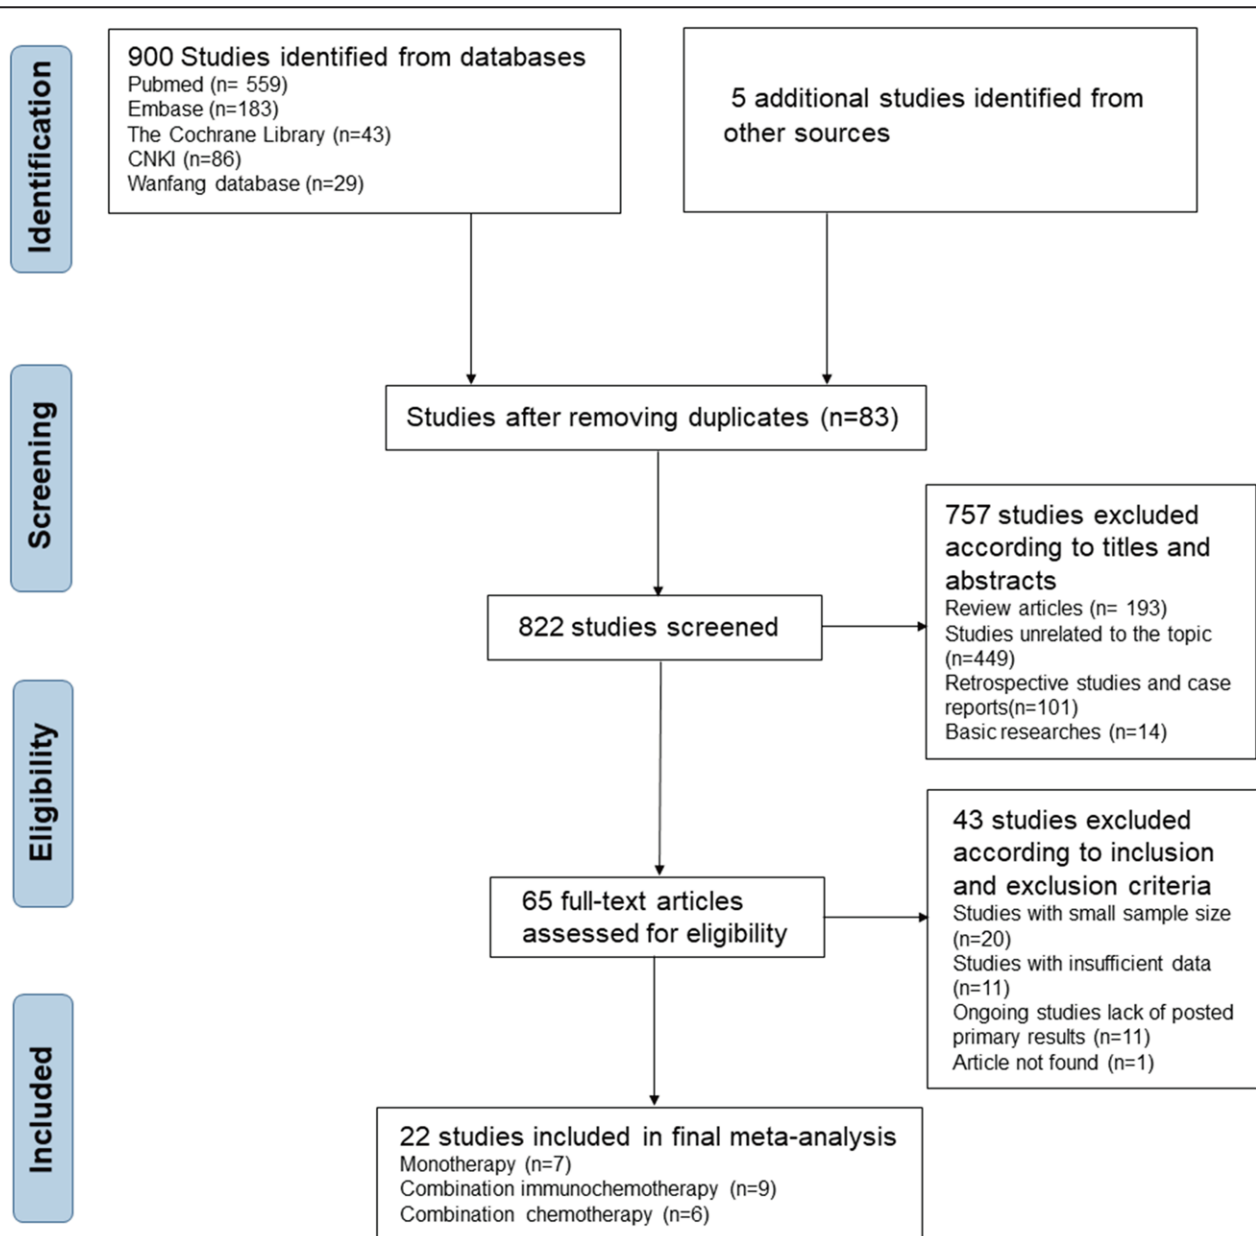 Identification
900 Studies identified from databases
Pubmed (n= 559)
Embase (n=183)
The Cochrane Library (n=43)
CNKI (n=86)
Wanfang database (n=29)
5 additional studies identified from
other sources
Screening
Studies after removing duplicates (n=83)
822 studies screened
757 studies excluded
according to titles and
abstracts
Review articles (n= 193)
Studies unrelated to the topic
(n=449)
Retrospective studies and case
reports(n=101)
Basic researches (n=14)
Eligibility
65 full-text articles
assessed for eligibility
43 studies excluded
according to inclusion
and exclusion criteria
Studies with small sample size
(n=20)
Studies with insufficient data
(n=11)
Ongoing studies lack of posted
primary results (n=11)
Article not found (n=1)
Included
22 studies included in final meta-analysis
Monotherapy (n=7)
Combination immunochemotherapy (n=9)
Combination chemotherapy (n=6)